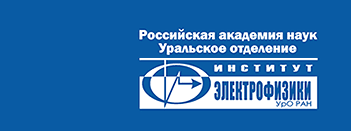 Российская академия наук
Уральское отделение
ИНСТИТУТ
ЭЛЕКТРОФИЗИКИ
УрО РАН